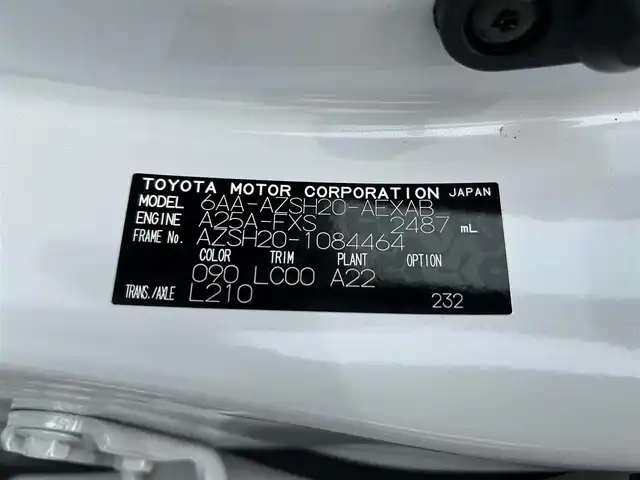 TOYOTA MOTOR CORPORATION JAPAN
MODEL 6AA-AZSH20-AEXAB
ENGINE A25A-FXS 2487 mL
FRAME No. AZSH20-1084464
COLOR TRIM PLANT OPTION
090 LC00 A22
TRANS./AXLE L210 232